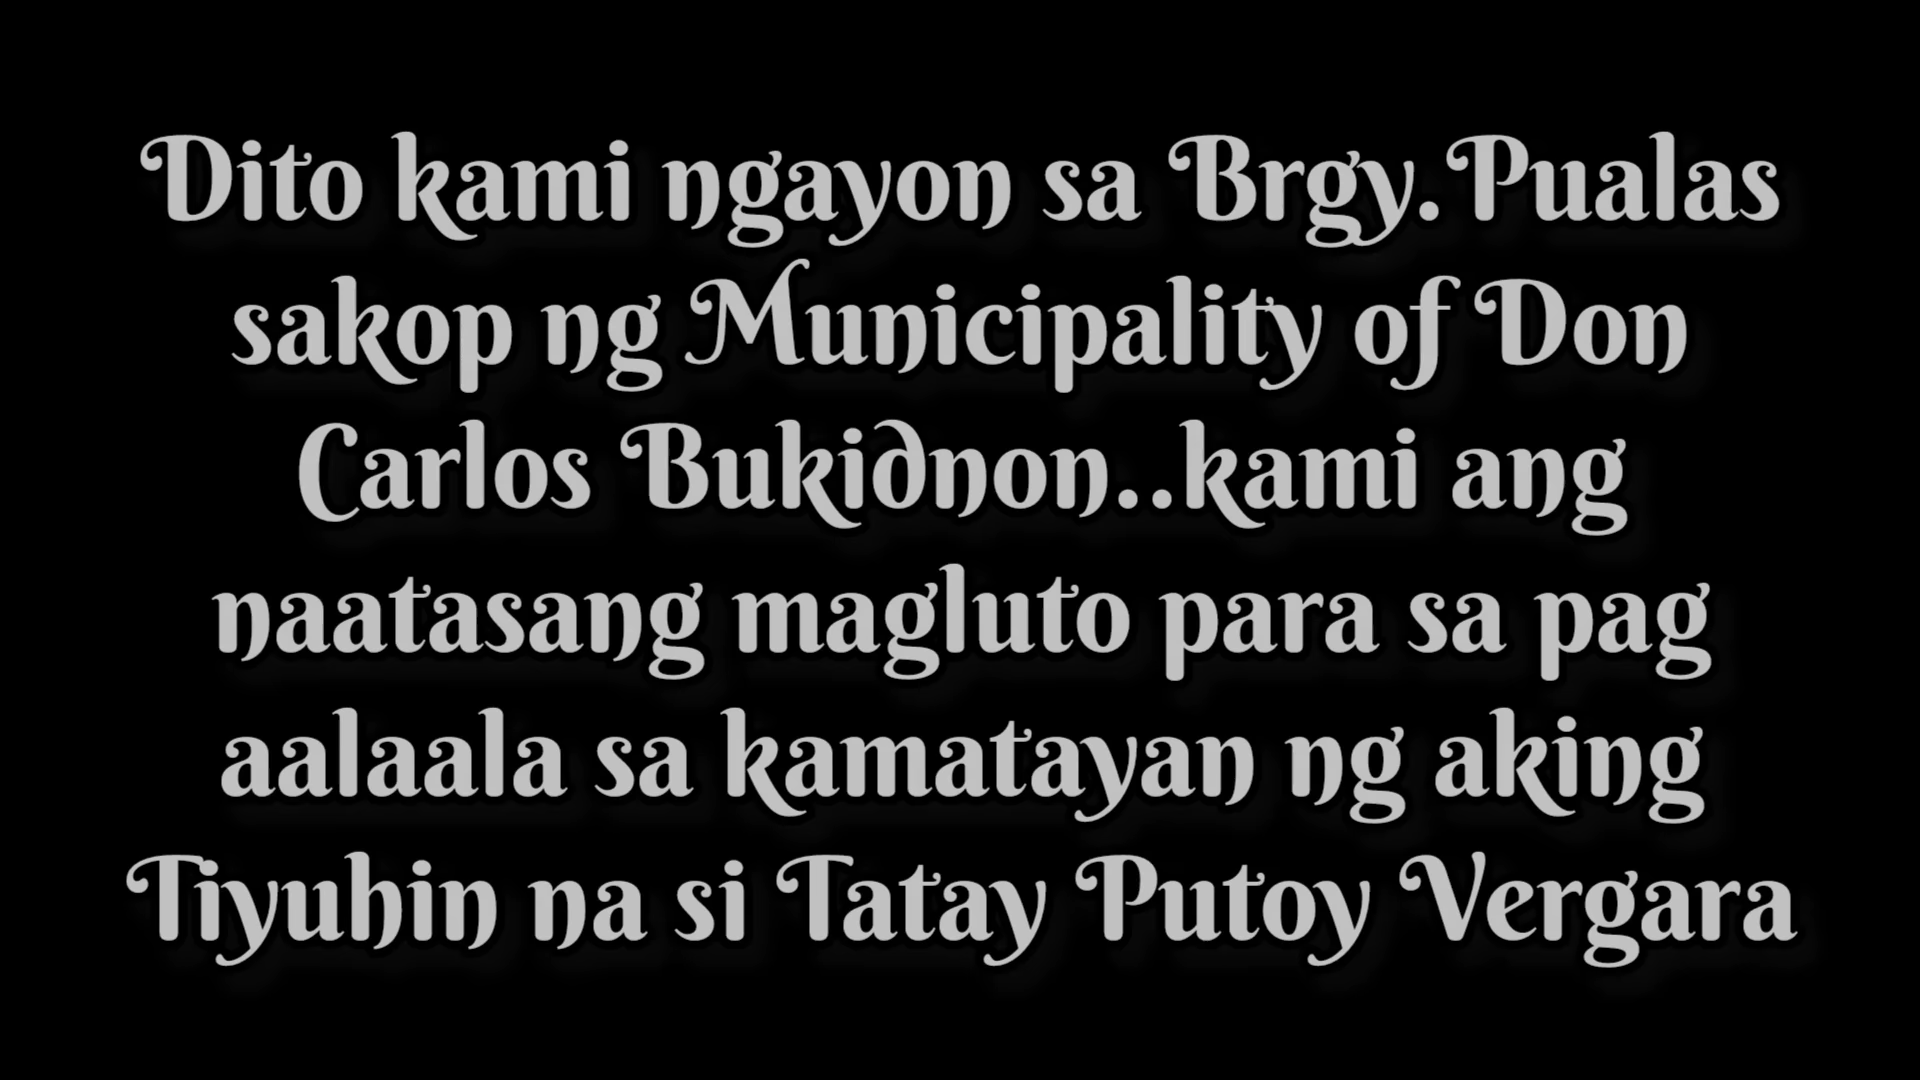 Dito kami ngayon sa Brgy.Pualas
sakop ng Municipality of Don
Carlos Bukidnon..kami ang
naatasang magluto para sa pag
aalaala sa kamatayan ng aking
Tiyuhin na si Tatay Putoy Vergara